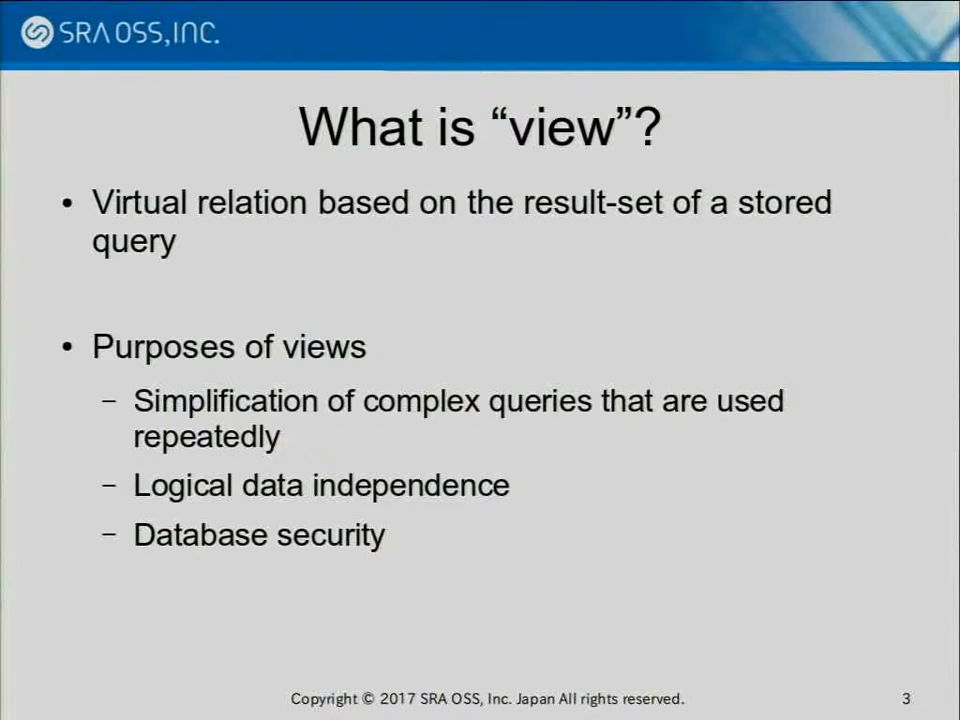 SRA OSS, INC.
What is “view”?
• Virtual relation based on the result-set of a stored
query
• Purposes of views
– Simplification of complex queries that are used
repeatedly
– Logical data independence
– Database security
Copyright © 2017 SRA OSS, Inc. Japan All rights reserved.
3